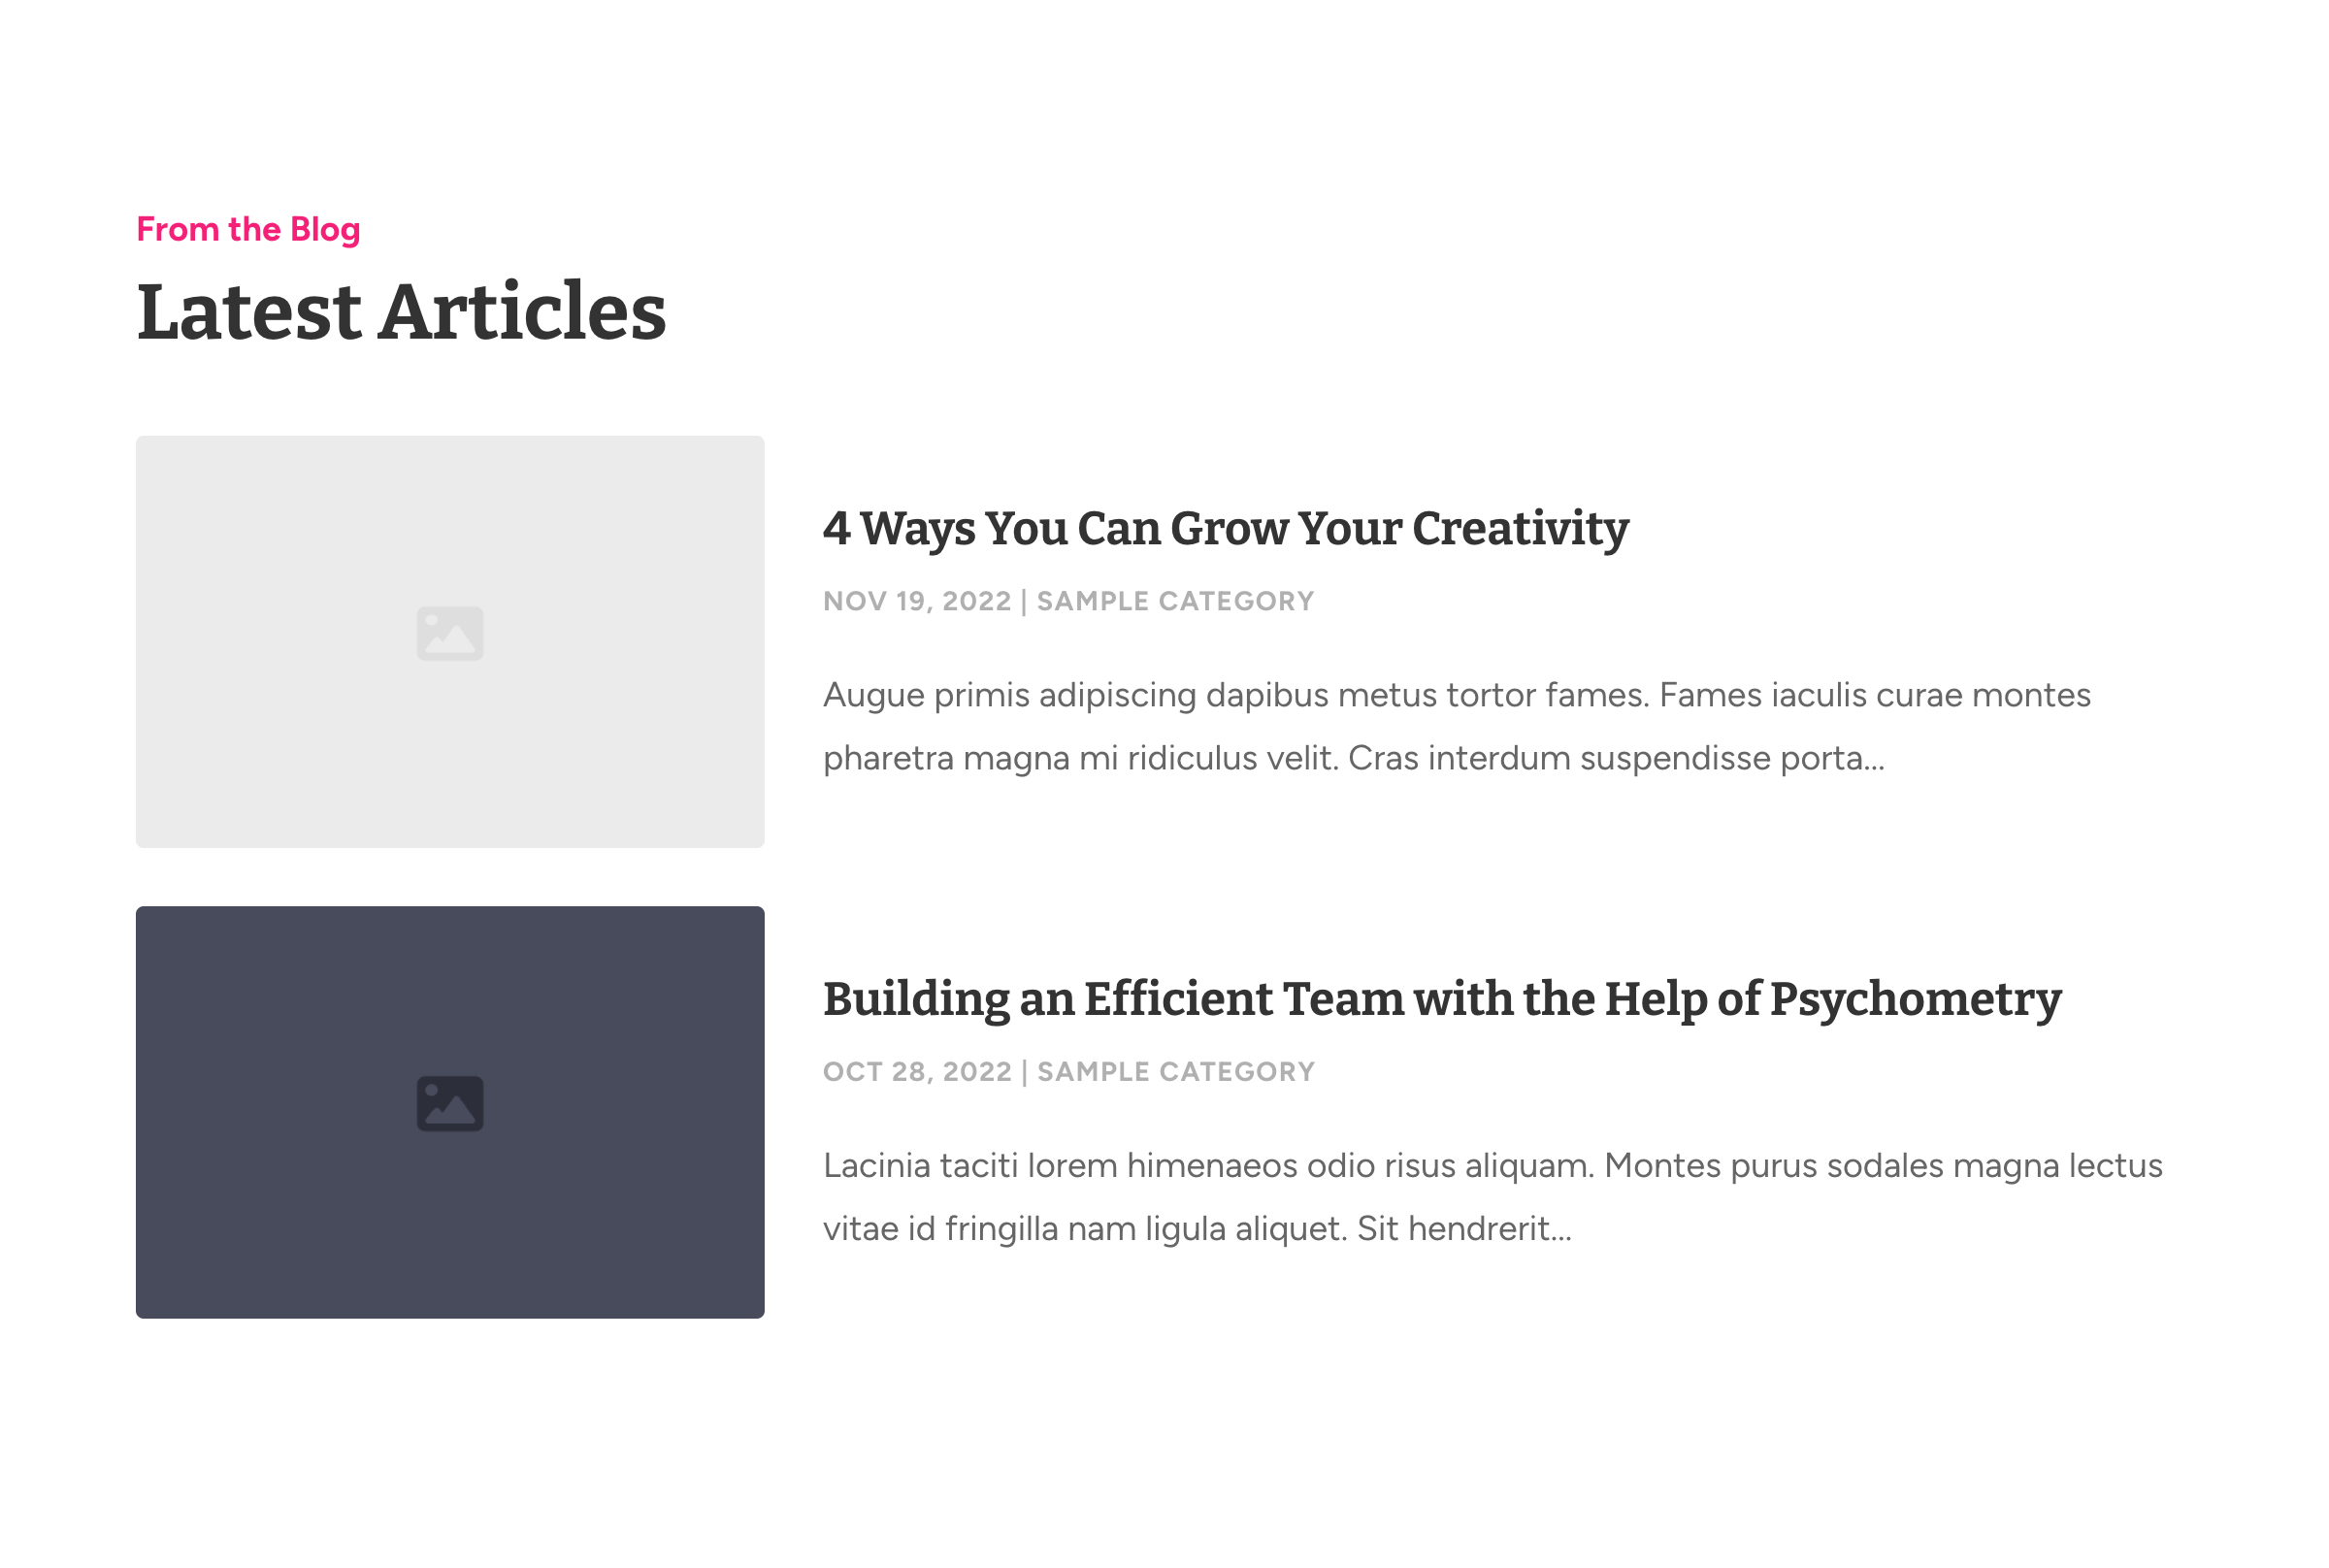 From the Blog
Latest Articles
4 Ways You Can Grow Your Creativity
NOV 19, 2022 | SAMPLE CATEGORY
Augue primis adipiscing dapibus metus tortor fames. Fames iaculis curae montes
pharetra magna mi ridiculus velit. Cras interdum suspendisse porta...
Building an Efficient Team with the Help of Psychometry
OCT 28, 2022 | SAMPLE CATEGORY
Lacinia taciti lorem himenaeos odio risus aliquam. Montes purus sodales magna lectus
vitae id fringilla nam ligula aliquet. Sit hendrerit...